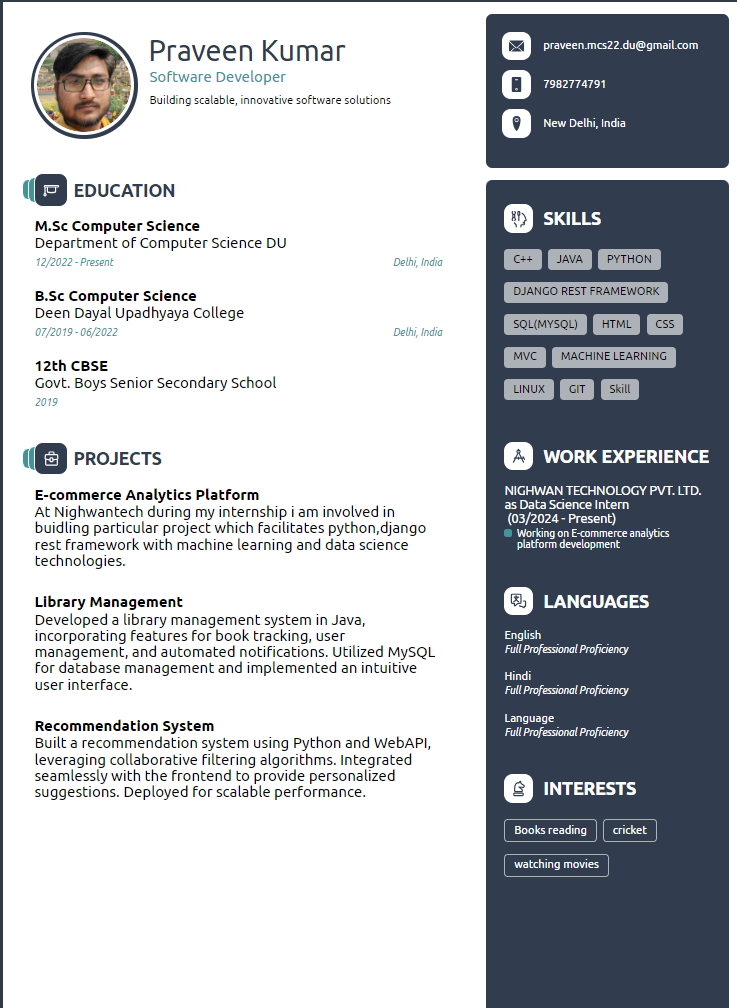 Praveen Kumar
Software Developer
Building scalable, innovative software solutions
praveen.mcs22.du@gmail.com
7982774791
New Delhi, India
EDUCATION
M.Sc Computer Science
Department of Computer Science DU
12/2022 - Present
Delhi, India
B.Sc Computer Science
Deen Dayal Upadhyaya College
07/2019 - 06/2022
Delhi, India
12th CBSE
Govt. Boys Senior Secondary School
2019
PROJECTS
E-commerce Analytics Platform
At Nighwantech during my internship i am involved in
buidling particular project which facilitates python,django
rest framework with machine learning and data science
technologies.
Library Management
Developed a library management system in Java,
incorporating features for book tracking, user
management, and automated notifications. Utilized MySQL
for database management and implemented an intuitive
user interface.
Recommendation System
Built a recommendation system using Python and WebAPI,
leveraging collaborative filtering algorithms. Integrated
seamlessly with the frontend to provide personalized
suggestions. Deployed for scalable performance.
SKILLS
C++ JAVA PYTHON
DJANGO REST FRAMEWORK
SQL(MYSQL) HTML CSS
MVC MACHINE LEARNING
LINUX GIT Skill
WORK EXPERIENCE
NIGHWAN TECHNOLOGY PVT. LTD.
as Data Science Intern
(03/2024 - Present)
Working on E-commerce analytics
platform development
LANGUAGES
English
Full Professional Proficiency
Hindi
Full Professional Proficiency
Language
Full Professional Proficiency
INTERESTS
Books reading cricket
watching movies